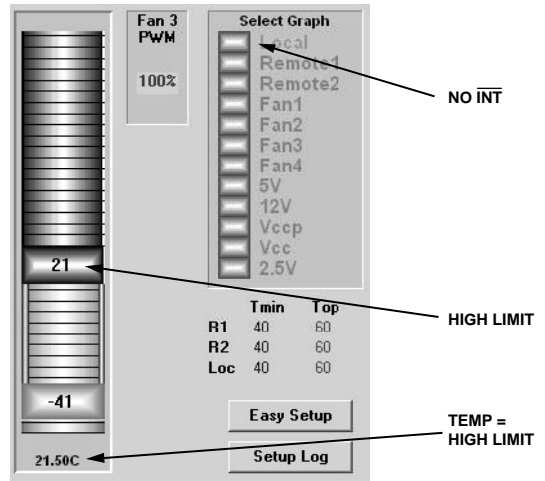 Fan 3
PWM
100%
Select Graph
Local
Remote1
Remote2
Fan1
Fan2
Fan3
Fan4
5V
12V
Vccp
Vcc
2.5V
NO INT
21
HIGH LIMIT
Tmin Top
R1 40 60
R2 40 60
Loc 40 60
-41
Easy Setup
TEMP =
HIGH LIMIT
21.50C
Setup Log